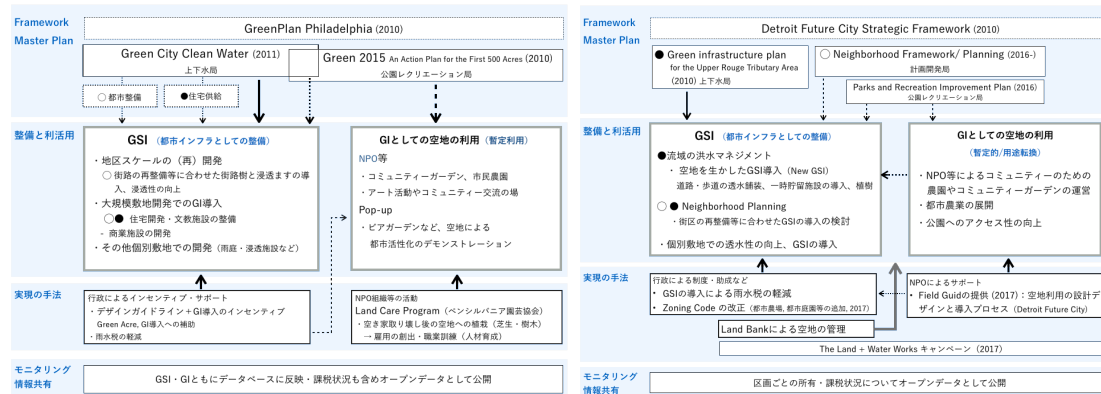 Framework
Master Plan
GreenPlan Philadelphia (2010)
Green City Clean Water (2011)
上下水局
Green 2015 An Action Plan for the First 500 Acres (2010)
公園レクリエーション局
○ 都市整備
●住宅供給
整備と利活用
GSI （都市インフラとしての整備）
・地区スケールの（再）開発
○ 街路の再整備等に合わせた街路樹と浸透ますの導
入、浸透性の向上
・大規模敷地開発でのGI導入
○● 住宅開発・文教施設の整備
- 商業施設の開発
・その他個別敷地での開発（雨庭・浸透施設など）
GIとしての空地の利用（暫定利用）
NPO等
・コミュニティーガーデン、市民農園
・アート活動やコミュニティー交流の場
Pop-up
・ビアガーデンなど、空地による
都市活性化のデモンストレーション
実現の手法
行政によるインセンティブ・サポート
・デザインガイドライン＋GI導入のインセンティブ
Green Acre, GI導入への補助
・雨水税の軽減
NPO組織等の活動
Land Care Program（ペンシルバニア園芸協会）
・空き家取り壊し後の空地への植栽（芝生・樹木）
→ 雇用の創出・職業訓練（人材育成）
モニタリング
情報共有
GSI・GIともにデータベースに反映・課税状況も含めオープンデータとして公開
Framework
Master Plan
Detroit Future City Strategic Framework (2010)
● Green infrastructure plan
for the Upper Rouge Tributary Area
(2010) 上下水局
○ Neighborhood Framework/ Planning (2016-)
計画開発局
Parks and Recreation Improvement Plan (2016)
公園レクリエーション局
整備と利活用
GSI （都市インフラとしての整備）
●流域の洪水マネジメント
・ 空地を生かしたGSI導入（New GSI）
道路・歩道の透水舗装、一時貯留施設の導入、植樹
○ ● Neighborhood Planning
・街区の再整備等に合わせたGSIの導入の検討
・個別敷地での透水性の向上、GSIの導入
GIとしての空地の利用
（暫定的/用途転換）
・NPO等によるコミュニティーのための
農園やコミュニティーガーデンの運営
・都市農業の展開
・公園へのアクセス性の向上
実現の手法
行政による制度・助成など
・ GSIの導入による雨水税の軽減
・ Zoning Code の改正（都市農場、都市庭園等の追加, 2017）
NPOによるサポート
・ Field Guidの提供 (2017)：空地利用の設計デ
ザインと導入プロセス（Detroit Future City）
Land Bankによる空地の管理
The Land + Water Works キャンペーン（2017）
モニタリング
情報共有
区画ごとの所有・課税状況についてオープンデータとして公開